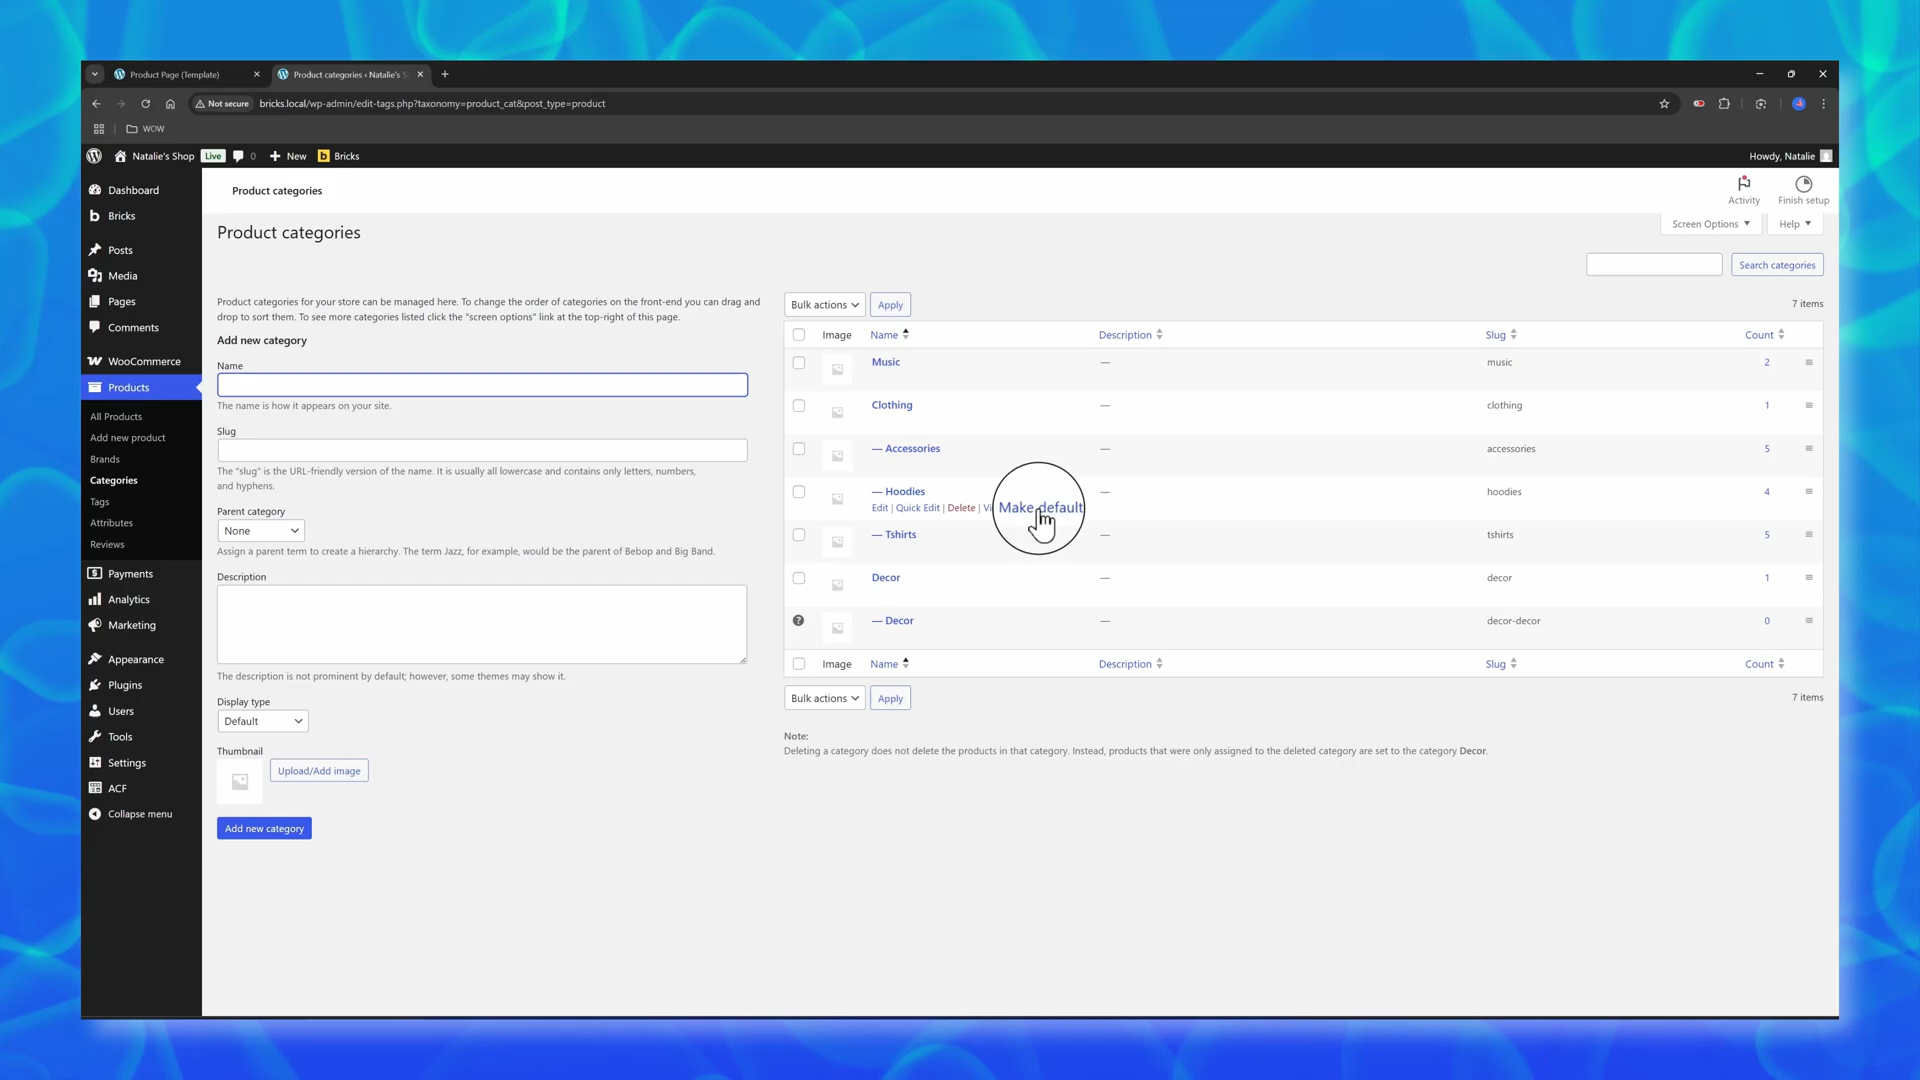 Product Page (Template)
Product categories ‹ Natalie's S
Not secure
bricks.local/wp-admin/edit-tags.php?taxonomy=product_cat&post_type=product
WOW
Natalie's Shop
Live
0
New
b
Bricks
Howdy, Natalie
Dashboard
b
Bricks
Posts
Media
Pages
Comments
WooCommerce
Products
All Products
Add new product
Brands
Categories
Tags
Attributes
Reviews
Payments
Analytics
Marketing
Appearance
Plugins
Users
Tools
Settings
ACF
Collapse menu
Product categories
Activity
Finish setup
Product categories
Screen Options
Help
Search categories
Product categories for your store can be managed here. To change the order of categories on the front-end you can drag and
drop to sort them. To see more categories listed click the "screen options" link at the top-right of this page.
Add new category
Name
The name is how it appears on your site.
Slug
The "slug" is the URL-friendly version of the name. It is usually all lowercase and contains only letters, numbers,
and hyphens.
Parent category
None
Assign a parent term to create a hierarchy. The term Jazz, for example, would be the parent of Bebop and Big Band.
Description
The description is not prominent by default; however, some themes may show it.
Display type
Default
Thumbnail
Upload/Add image
Add new category
Bulk actions
Apply
7 items
Image Name Description Slug Count
Music — music 2
Clothing — clothing 1
— Accessories — accessories 5
— Hoodies — hoodies 4
Edit | Quick Edit | Delete | Vi Make default
— Tshirts — tshirts 5
Decor — decor 1
? — Decor — decor-decor 0
Image Name Description Slug Count
Bulk actions
Apply
7 items
Note:
Deleting a category does not delete the products in that category. Instead, products that were only assigned to the deleted category are set to the category Decor.